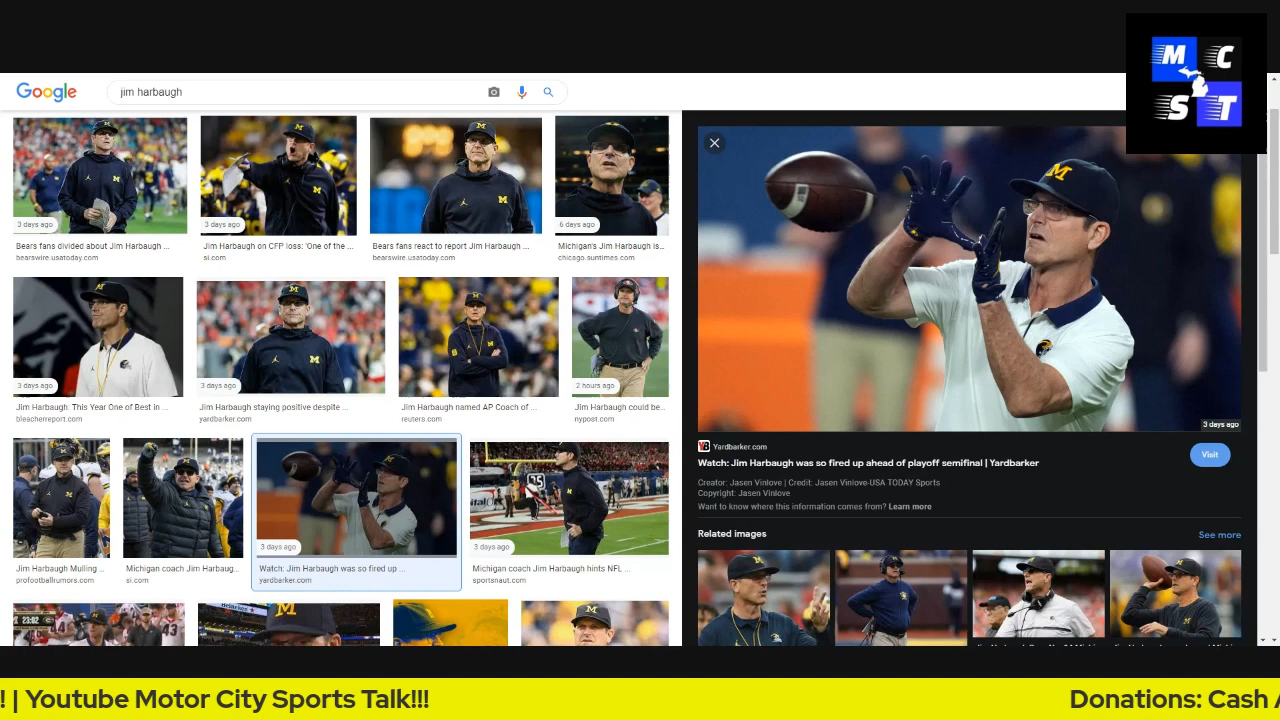 M C
S T
Google
jim harbaugh
3 days ago
3 days ago
6 days ago
Bears fans divided about Jim Harbaugh ...
bearswire.usatoday.com
Jim Harbaugh on CFP loss: 'One of the ...
si.com
Bears fans react to report Jim Harbaugh ...
bearswire.usatoday.com
Michigan's Jim Harbaugh is...
chicago.suntimes.com
3 days ago
3 days ago
2 hours ago
Jim Harbaugh: This Year One of Best in ...
bleacherreport.com
Jim Harbaugh staying positive despite ...
yardbarker.com
Jim Harbaugh named AP Coach of ...
reuters.com
Jim Harbaugh could be...
nypost.com
35
3 days ago
3 days ago
Jim Harbaugh Mulling ...
profootballrumors.com
Michigan coach Jim Harbaug...
si.com
Watch: Jim Harbaugh was so fired up ...
yardbarker.com
Michigan coach Jim Harbaugh hints NFL ...
sportsnaut.com
23:02
44
43
Heineken
3 days ago
YB Yardbarker.com
Watch: Jim Harbaugh was so fired up ahead of playoff semifinal | Yardbarker
Visit
Creator: Jasen Vinlove | Credit: Jasen Vinlove-USA TODAY Sports
Copyright: Jasen Vinlove
Want to know where this information comes from? Learn more
Related images
See more
! | Youtube Motor City Sports Talk!!!
Donations: Cash A